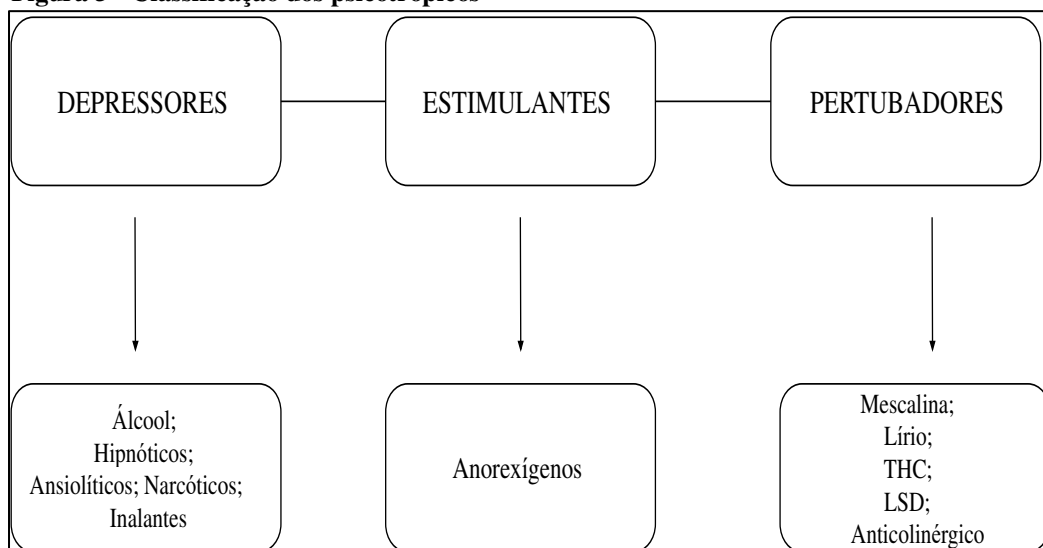 Figura 3 – Classificação dos psicotrópicos
DEPRESSORES
ESTIMULANTES
PERTUBADORES
Álcool;
Hipnóticos;
Ansiolíticos; Narcóticos;
Inalantes
Anorexígenos
Mescalina;
Lírio;
THC;
LSD;
Anticolinérgico